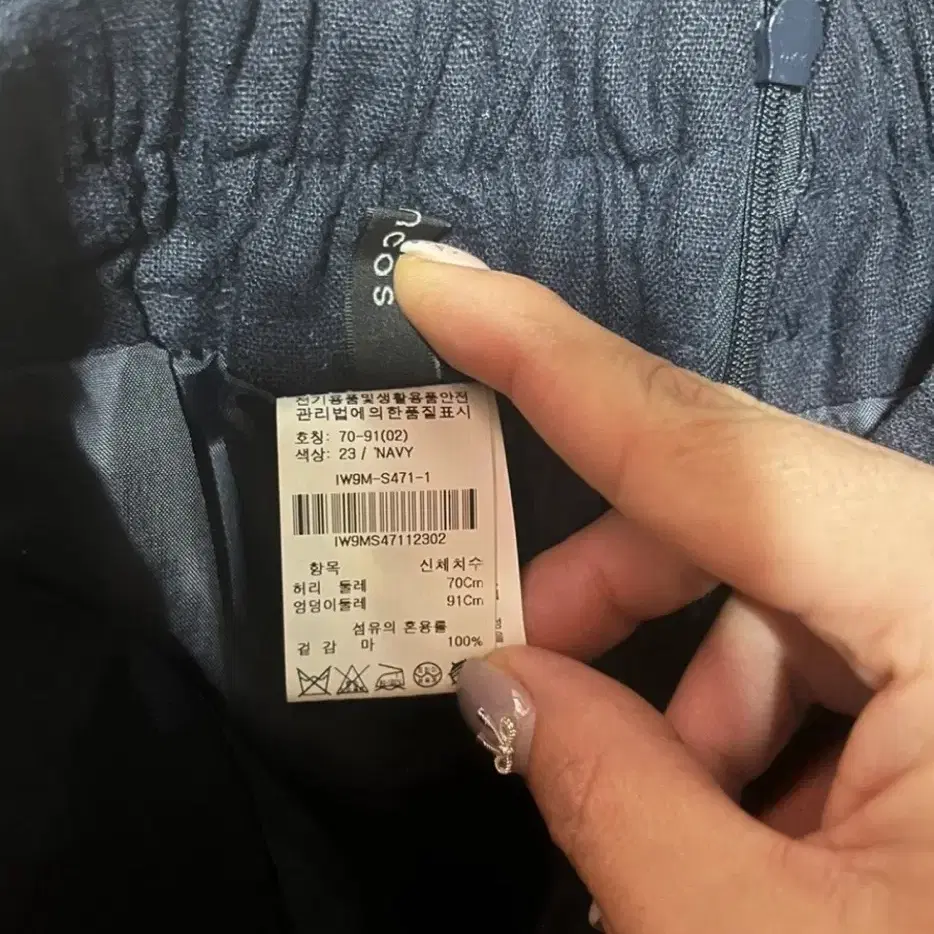 ncos
전기용품및생활용품안전
관리법에의한품질표시
호칭: 70-91(02)
색상: 23 / 'NAVY
IW9M-S471-1
IW9MS47112302
항목 신체치수
허리 둘레 70Cm
엉덩이둘레 91Cm
섬유의 혼용률
겉 감 마 100%